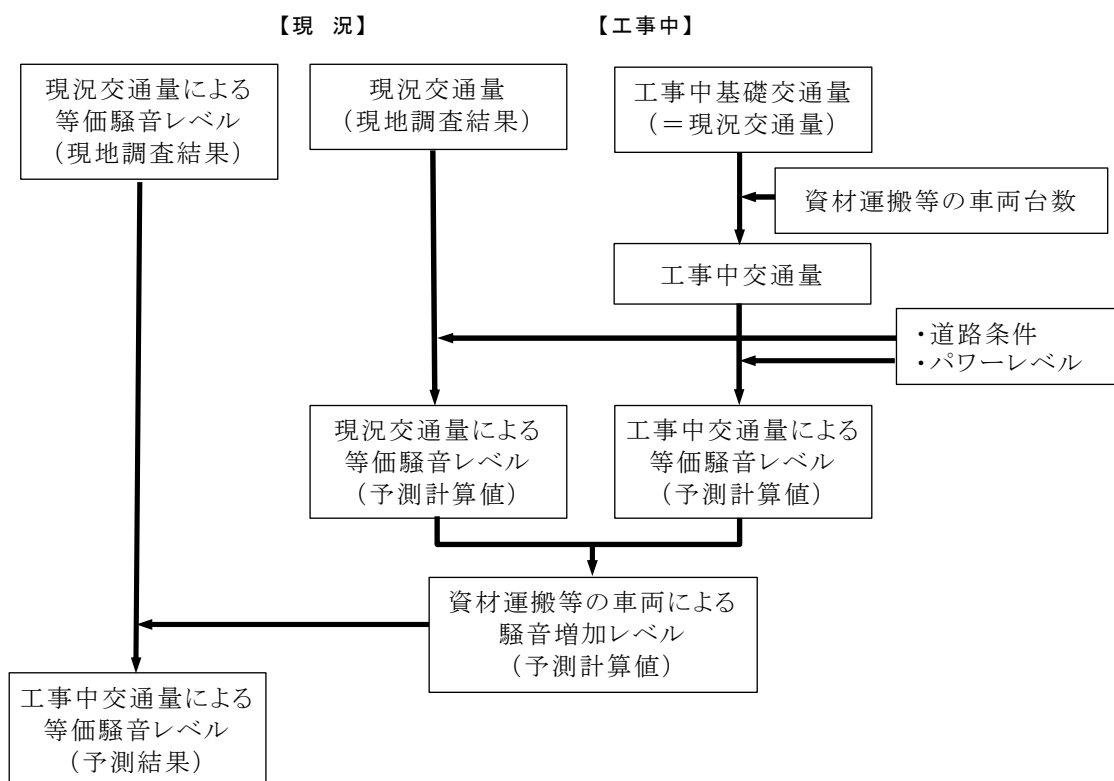 【現　況】
【工事中】
現況交通量による
等価騒音レベル
（現地調査結果）
現況交通量
（現地調査結果）
工事中基礎交通量
（＝現況交通量）
資材運搬等の車両台数
工事中交通量
・道路条件
・パワーレベル
現況交通量による
等価騒音レベル
（予測計算値）
工事中交通量による
等価騒音レベル
（予測計算値）
資材運搬等の車両による
騒音増加レベル
（予測計算値）
工事中交通量による
等価騒音レベル
（予測結果）